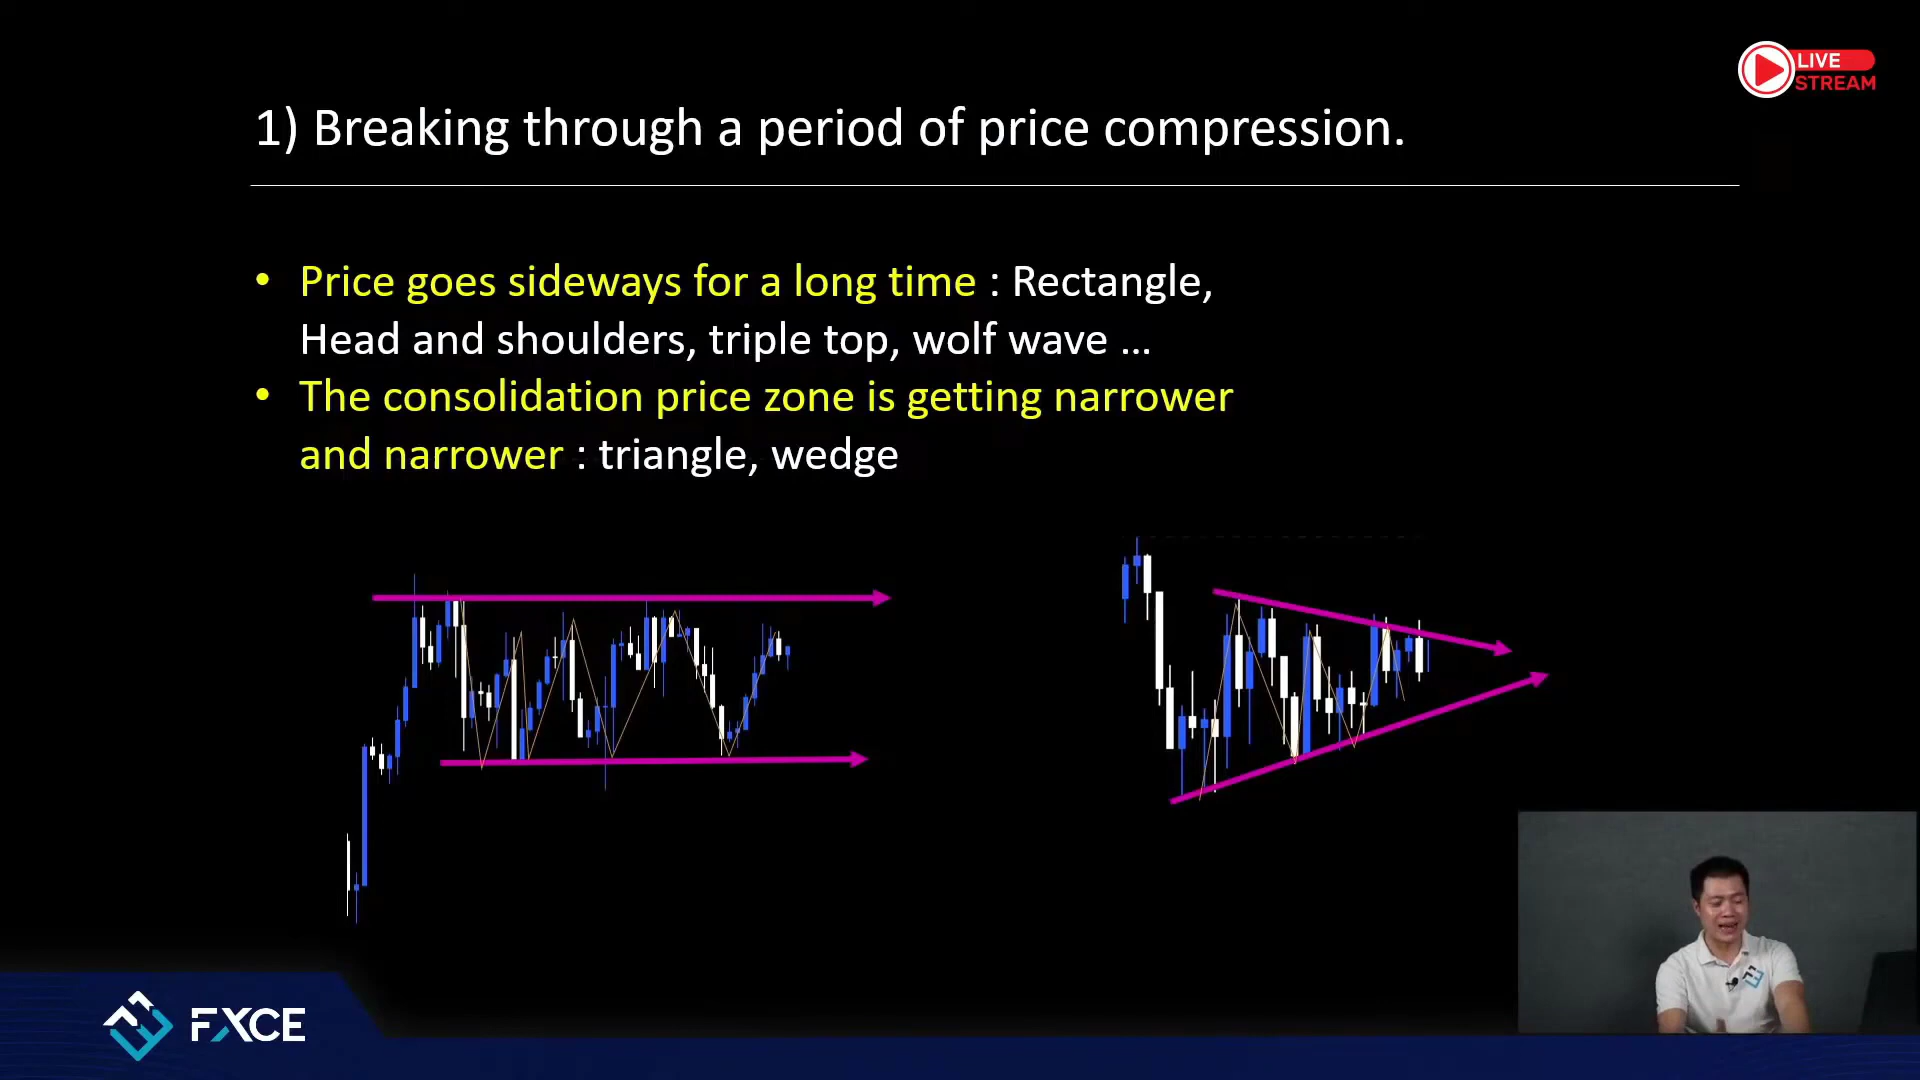 LIVE
STREAM
1) Breaking through a period of price compression.
• Price goes sideways for a long time : Rectangle,
Head and shoulders, triple top, wolf wave ...
• The consolidation price zone is getting narrower
and narrower : triangle, wedge
FXCE